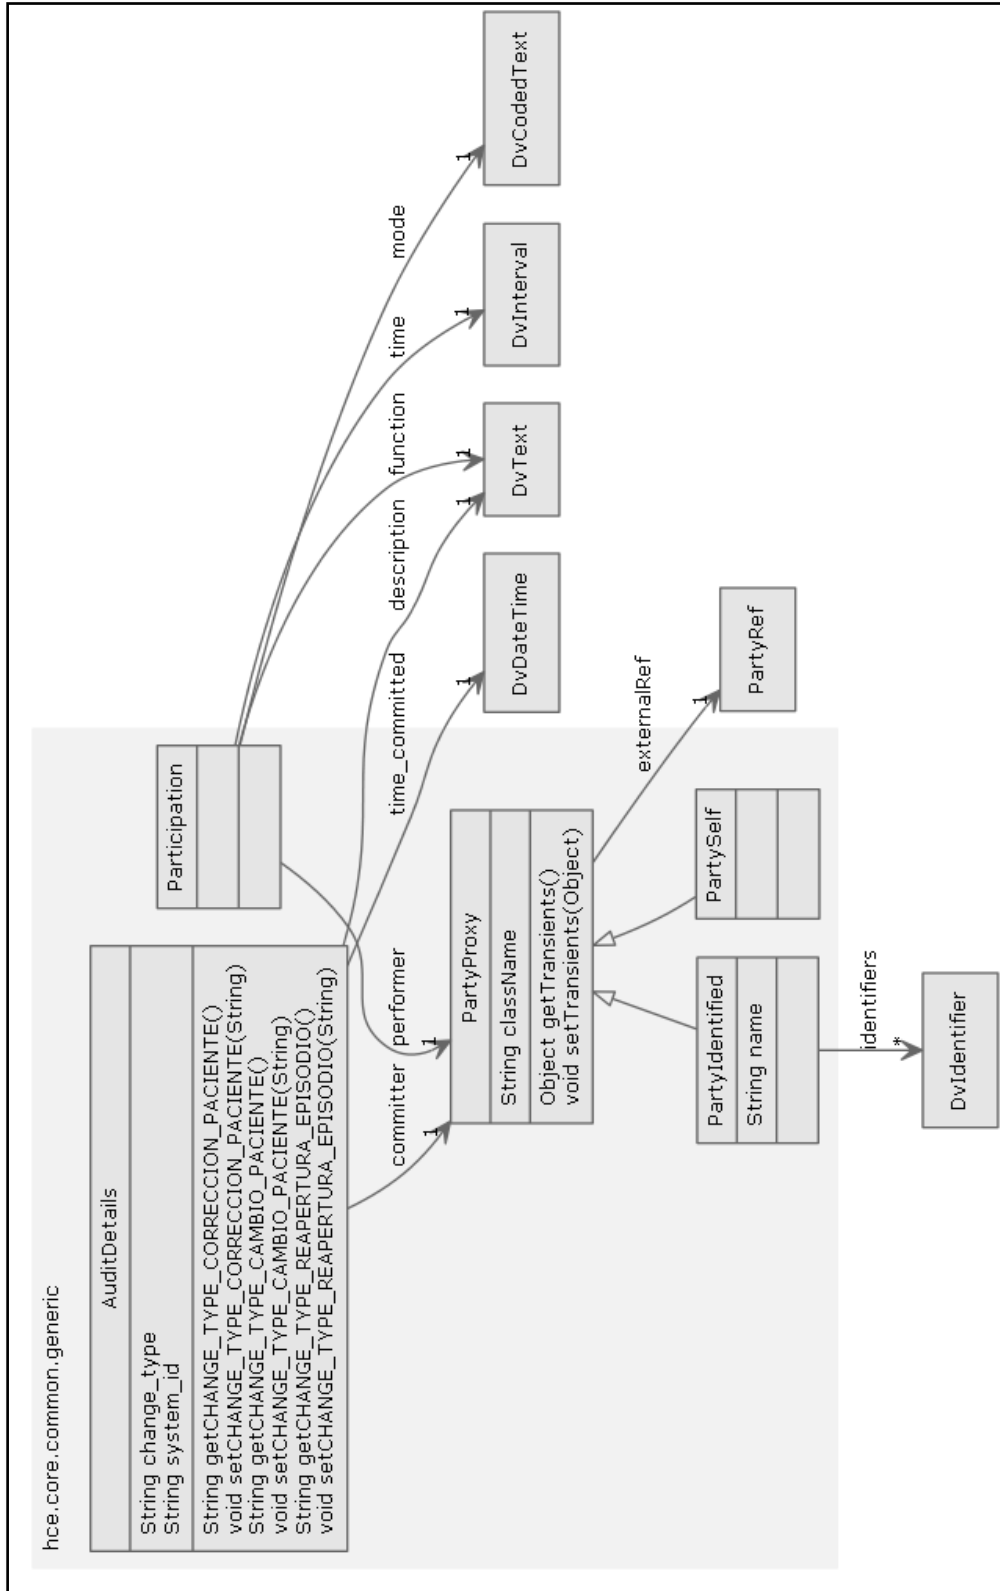 hce.core.common.generic
AuditDetails
String change_type
String system_id
String getCHANGE_TYPE_CORRECCION_PACIENTE()
void setCHANGE_TYPE_CORRECCION_PACIENTE(String)
String getCHANGE_TYPE_CAMBIO_PACIENTE()
void setCHANGE_TYPE_CAMBIO_PACIENTE(String)
String getCHANGE_TYPE_REAPERTURA_EPISODIO()
void setCHANGE_TYPE_REAPERTURA_EPISODIO(String)
Participation
committer
performer
time_committed
description
function
time
mode
1
1
1
1
1
1
1
PartyProxy
String className
Object getTransients()
void setTransients(Object)
DvDateTime
DvText
DvInterval
DvCodedText
externalRef
1
PartyIdentified
String name
PartySelf
PartyRef
identifiers
*
DvIdentifier